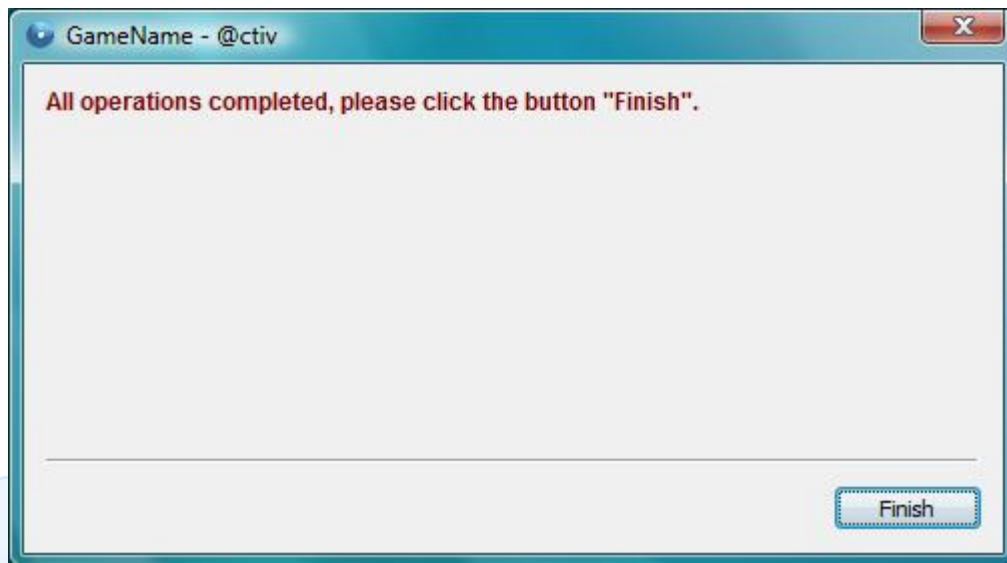 GameName - @ctiv
All operations completed, please click the button "Finish".
Finish